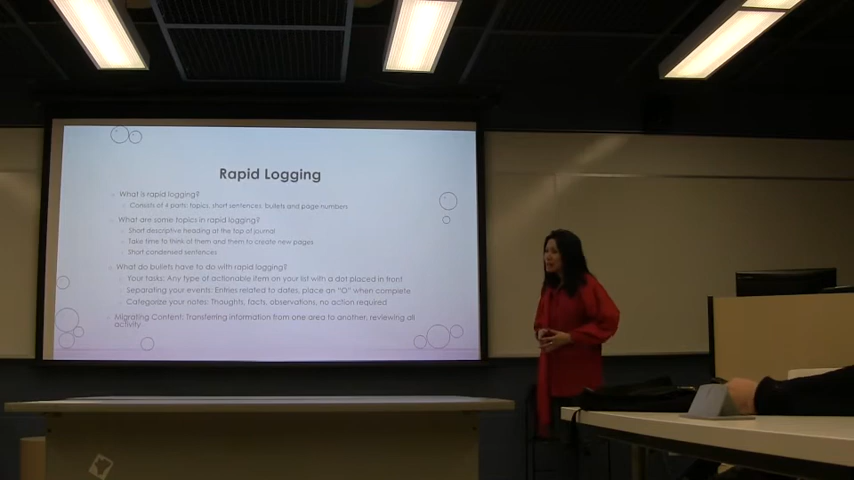 Rapid Logging
What is rapid logging?
Consists of 4 parts: topics, short sentences, bullets and page numbers
What are some topics in rapid logging?
Short descriptive heading at the top of journal
Take time to think of them and them to create new pages
Short condensed sentences
What do bullets have to do with rapid logging?
Your tasks: Any type of actionable item on your list with a dot placed in front
Separating your events: Entries related to dates, place an "O" when complete
Categorize your notes: Thoughts, facts, observations, no action required
Migrating Content: Transferring information from one area to another, reviewing all
activity